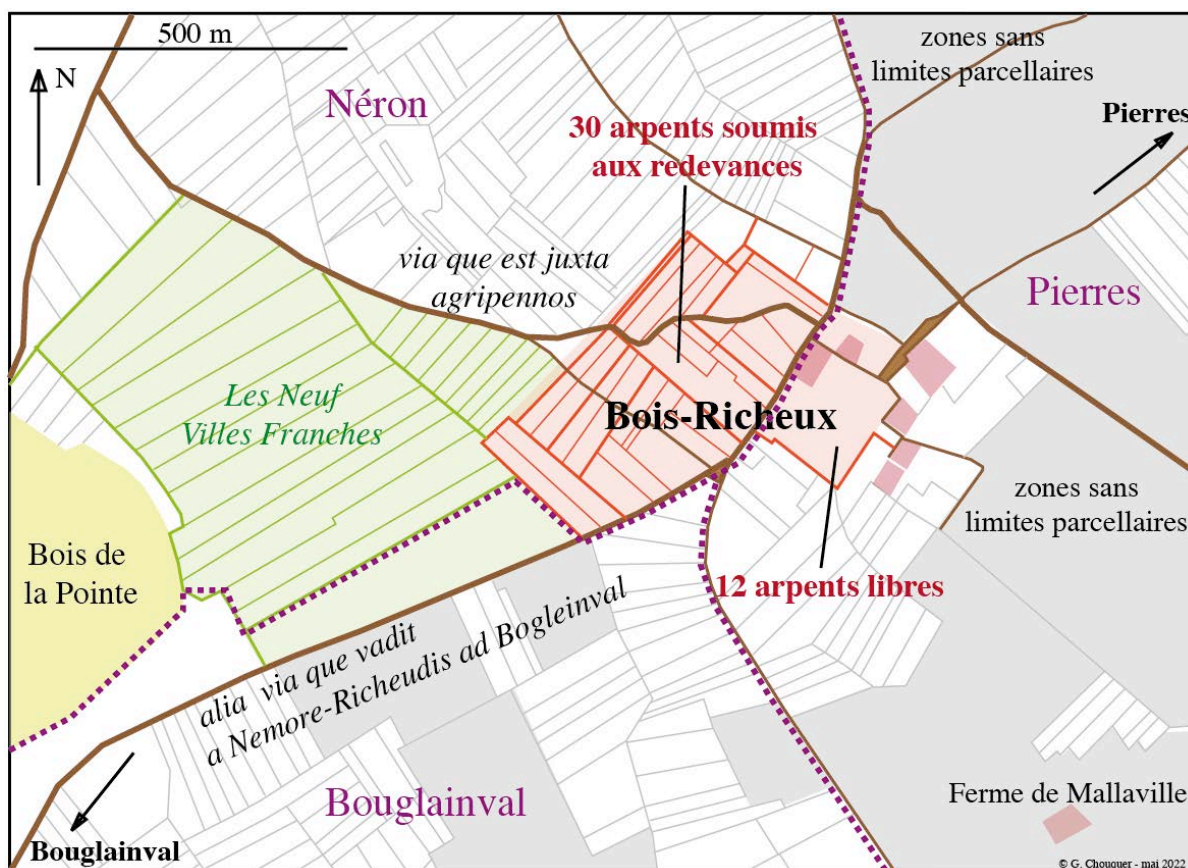 500 m
N
Néron
zones sans
limites parcellaires
Pierres
30 arpents soumis
aux redevances
via que est juxta
agripennos
Pierres
Les Neuf
Villes Franches
Bois-Richeux
zones sans
limites parcellaires
Bois de
la Pointe
12 arpents libres
alia via que vadit
a Nemore-Richeudis ad Bogleinval
Bouglainval
Ferme de Mallaville
Bouglainval
© G. Chouquer - mai 2022